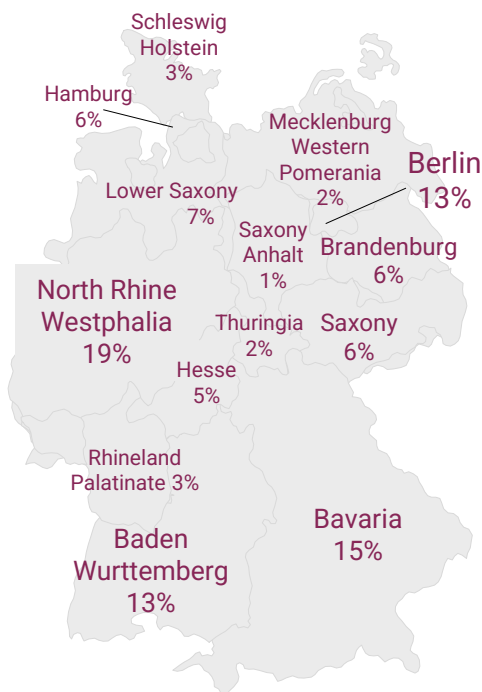 Schleswig
Holstein
3%
Hamburg
6%
Mecklenburg
Western
Pomerania
2%
Berlin
13%
Lower Saxony
7%
Saxony
Anhalt
1%
Brandenburg
6%
North Rhine
Westphalia
19%
Thuringia
2%
Saxony
6%
Hesse
5%
Rhineland
Palatinate 3%
Bavaria
15%
Baden
Wurttemberg
13%